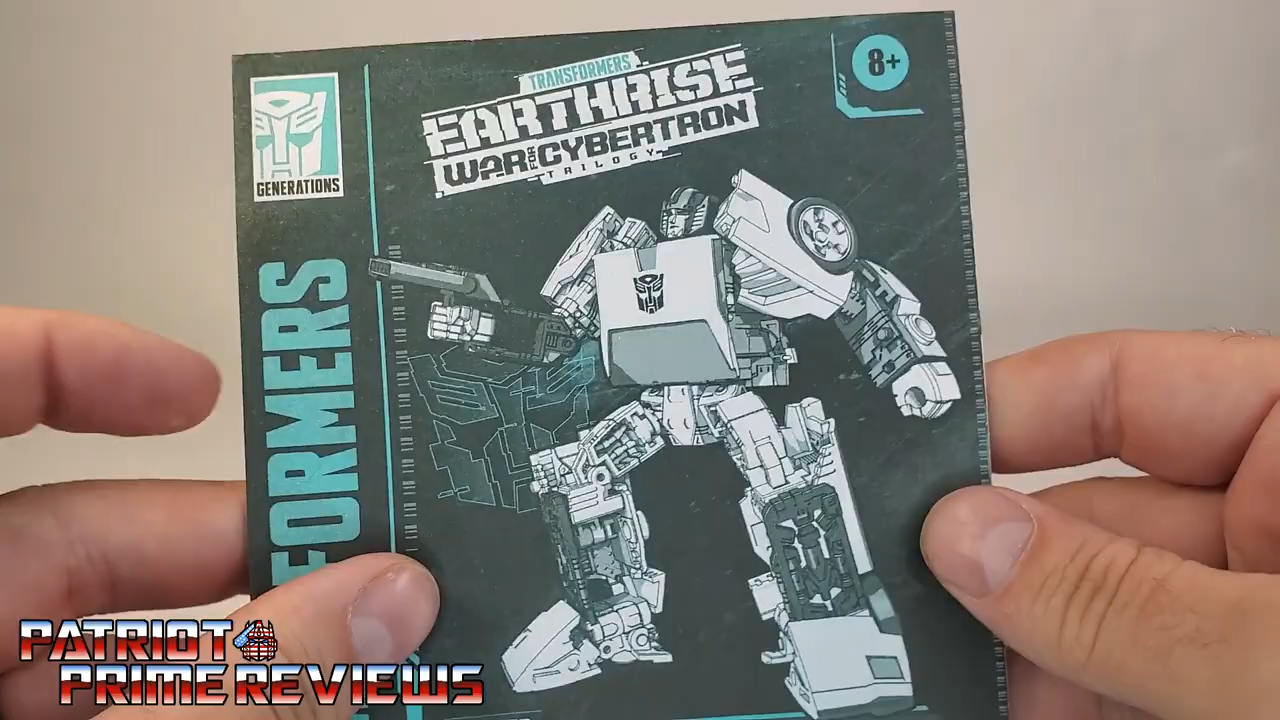 TRANSFORMERS
EARTHRISE
WAR FOR CYBERTRON
TRILOGY
8+
GENERATIONS
FORMERS
PATRIOT
PRIME REVIEWS